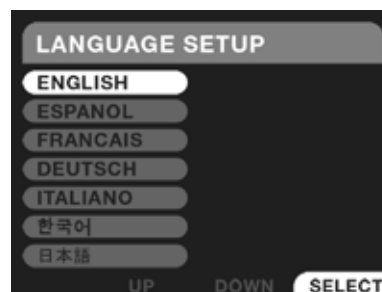 LANGUAGE SETUP
ENGLISH
ESPANOL
FRANCAIS
DEUTSCH
ITALIANO
한국어
日本語
UP DOWN SELECT